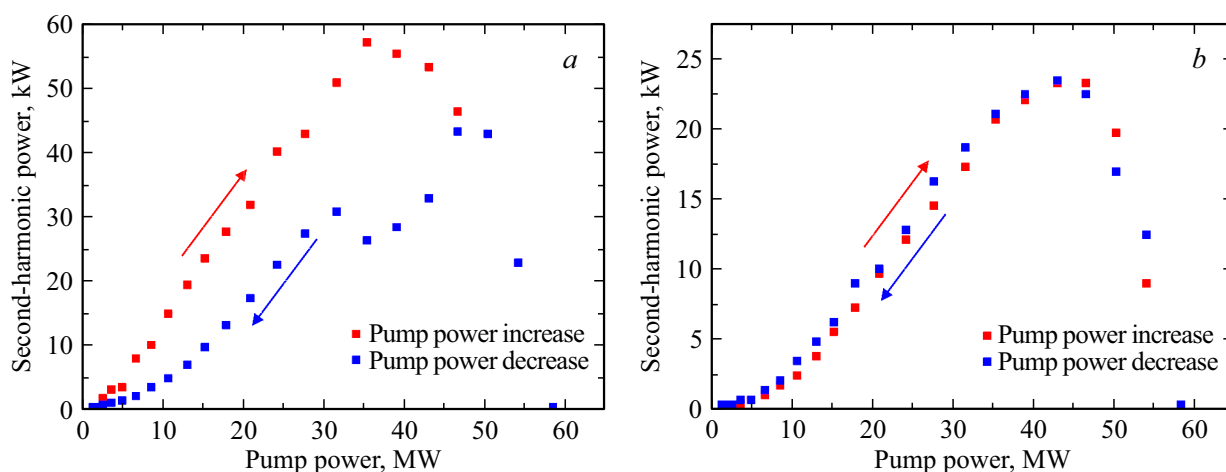 60
50
40
30
20
10
0
Second-harmonic power, kW
a
Pump power increase
Pump power decrease
0 10 20 30 40 50 60
Pump power, MW
25
20
15
10
5
0
Second-harmonic power, kW
b
Pump power increase
Pump power decrease
0 10 20 30 40 50 60
Pump power, MW